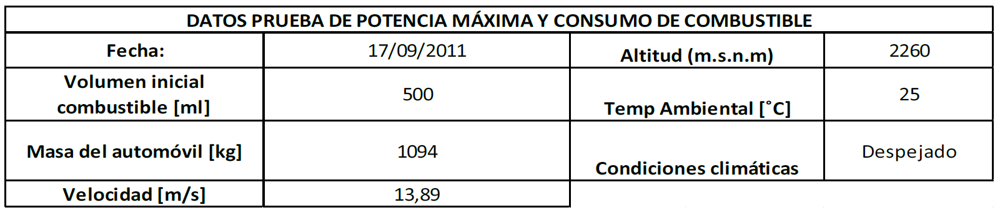 DATOS PRUEBA DE POTENCIA MÁXIMA Y CONSUMO DE COMBUSTIBLE
Fecha: 17/09/2011 Altitud (m.s.n.m) 2260
Volumen inicial
combustible [ml] 500 Temp Ambiental [°C] 25
Masa del automóvil [kg] 1094 Condiciones climáticas Despejado
Velocidad [m/s] 13,89